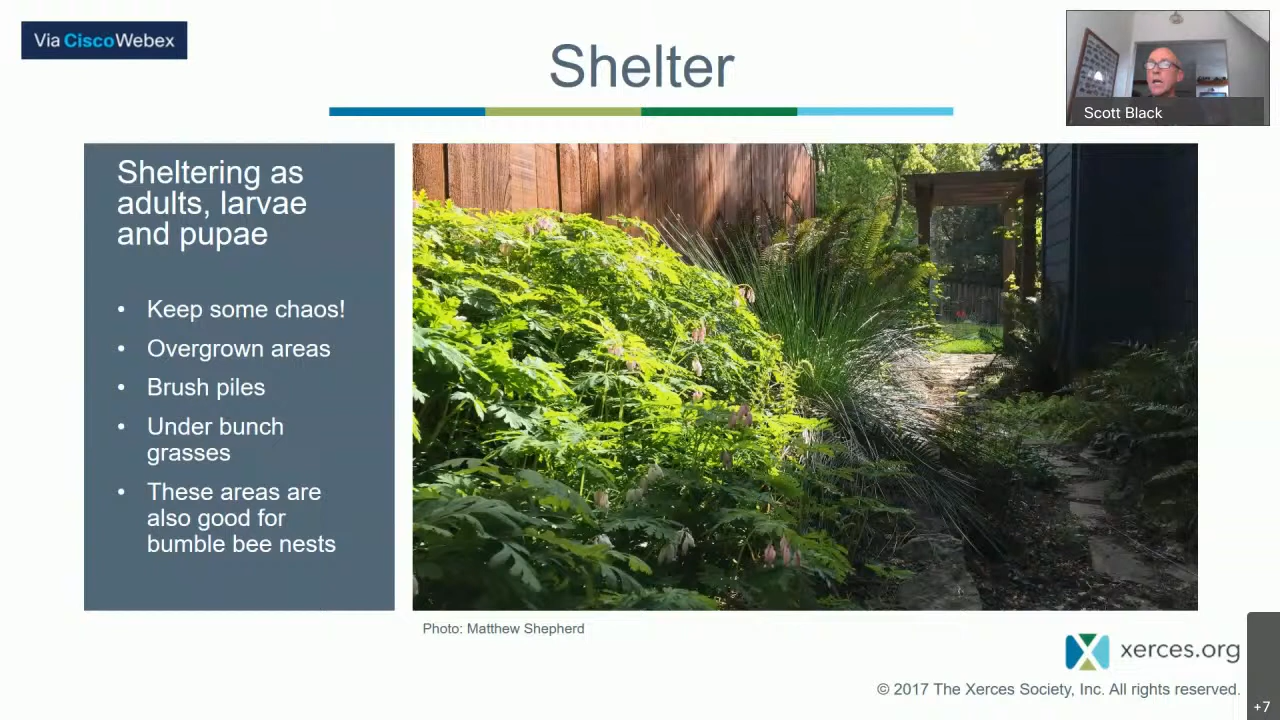 Via Cisco Webex
Shelter
Scott Black
Sheltering as
adults, larvae
and pupae
• Keep some chaos!
• Overgrown areas
• Brush piles
• Under bunch
grasses
• These areas are
also good for
bumble bee nests
Photo: Matthew Shepherd
xerces.org
© 2017 The Xerces Society, Inc. All rights reserved.
+7